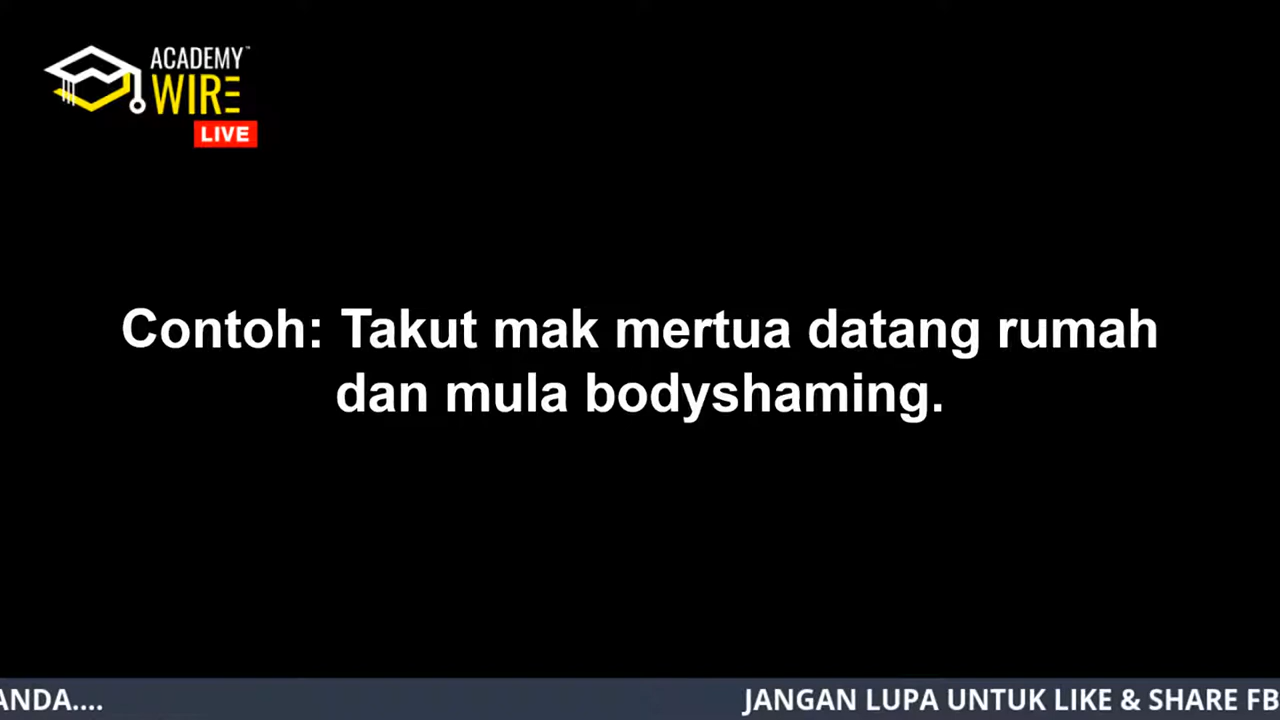 ACADEMY™
WIRE
LIVE
Contoh: Takut mak mertua datang rumah
dan mula bodyshaming.
ANDA.... JANGAN LUPA UNTUK LIKE & SHARE FB